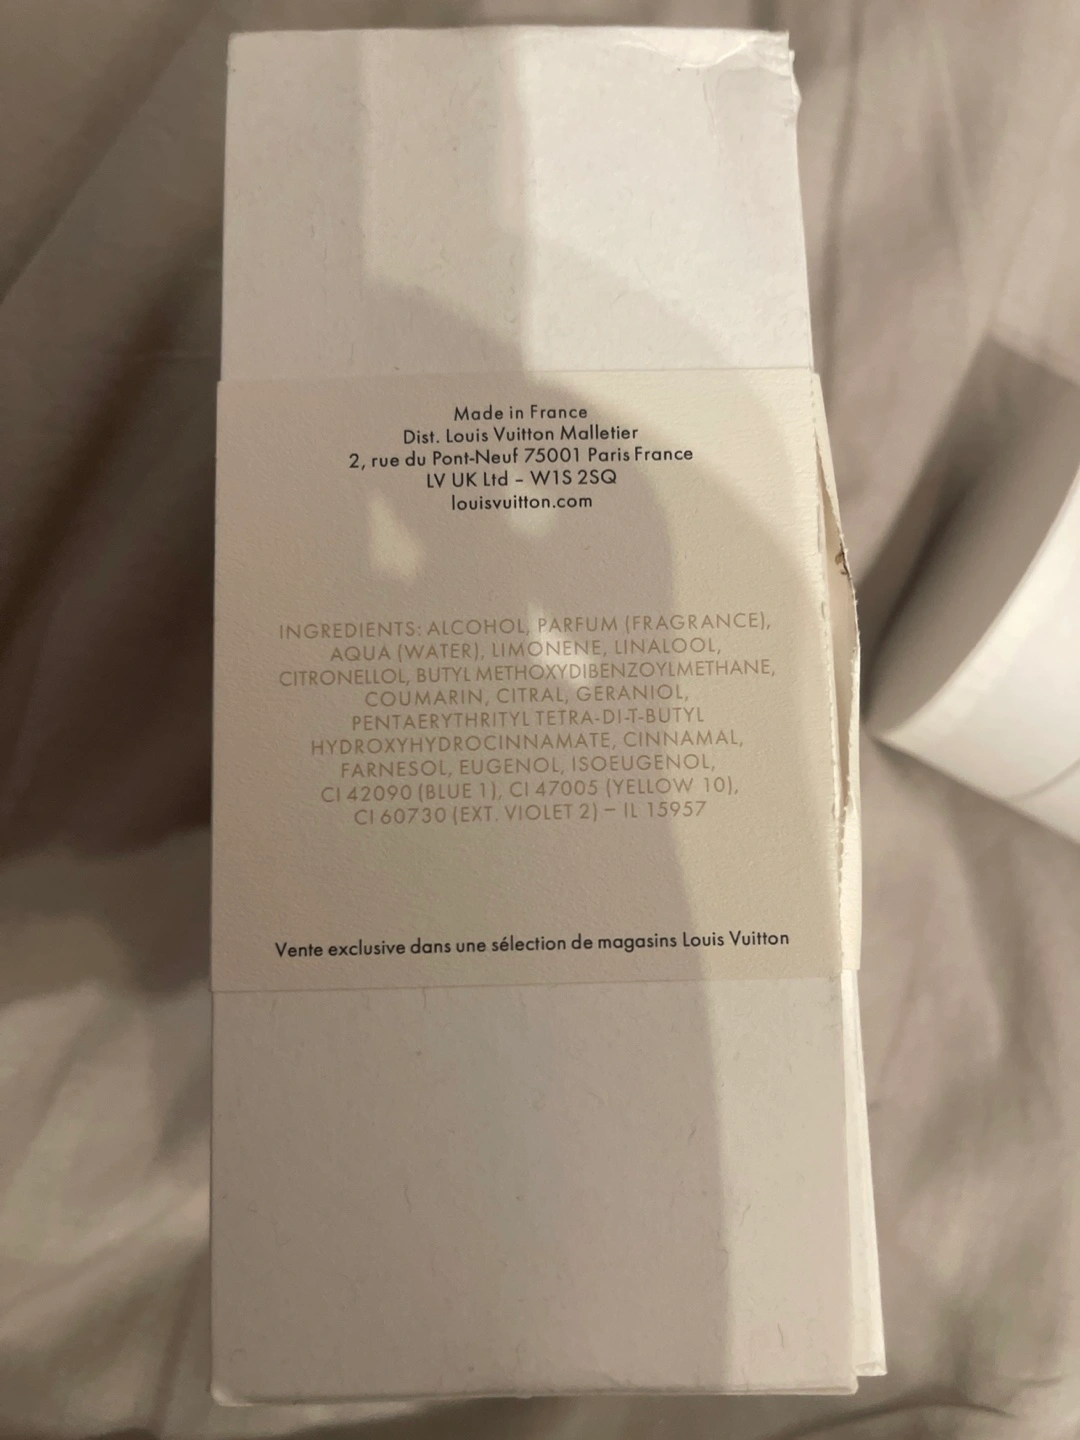 Made in France
Dist. Louis Vuitton Malletier
2, rue du Pont-Neuf 75001 Paris France
LV UK Ltd – W1S 2SQ
louisvuitton.com
INGREDIENTS: ALCOHOL, PARFUM (FRAGRANCE),
AQUA (WATER), LIMONENE, LINALOOL,
CITRONELLOL, BUTYL METHOXYDIBENZOYLMETHANE,
COUMARIN, CITRAL, GERANIOL,
PENTAERYTHRITYL TETRA-DI-T-BUTYL
HYDROXYHYDROCINNAMATE, CINNAMAL,
FARNESOL, EUGENOL, ISOEUGENOL,
CI 42090 (BLUE 1), CI 47005 (YELLOW 10),
CI 60730 (EXT. VIOLET 2) – IL 15957
Vente exclusive dans une sélection de magasins Louis Vuitton